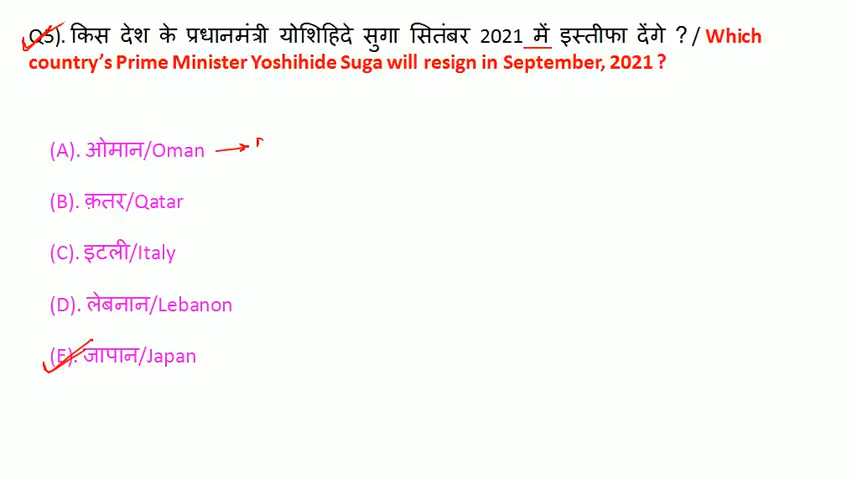 Q5). किस देश के प्रधानमंत्री योशिहिदे सुगा सितंबर 2021 में इस्तीफा देंगे ? / Which
country's Prime Minister Yoshihide Suga will resign in September, 2021 ?
(A). ओमान/Oman
(B). क़तर/Qatar
(C). इटली/Italy
(D). लेबनान/Lebanon
(E). जापान/Japan